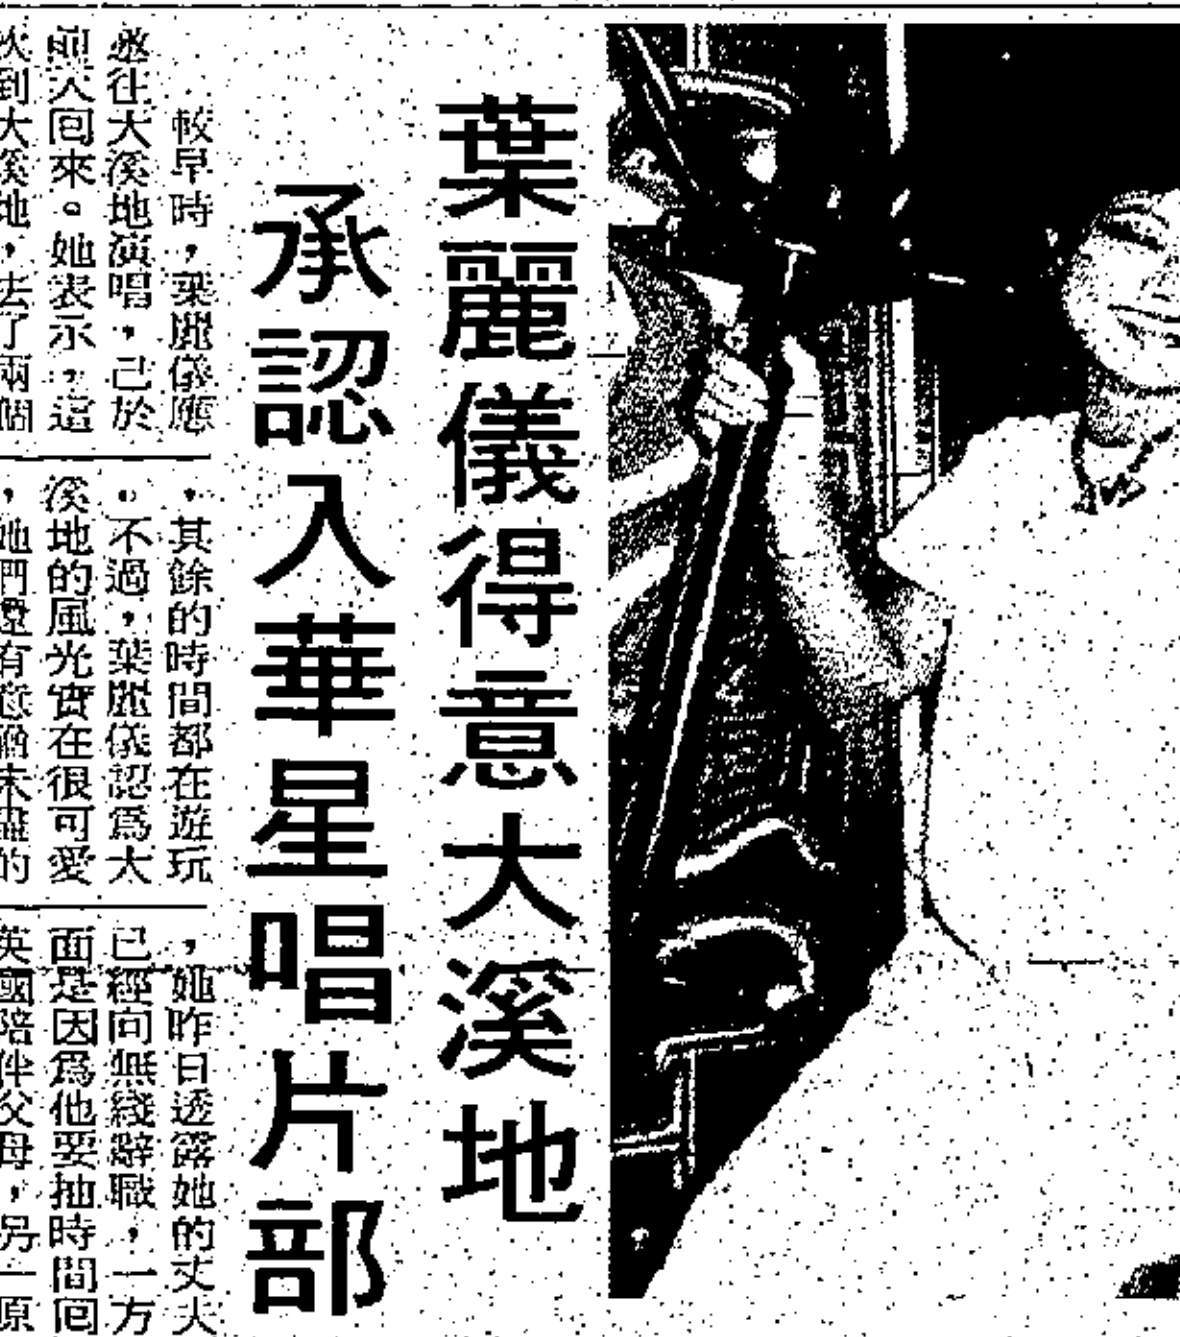 葉麗儀得意大溪地
承認入華星唱片部
較早時，葉麗儀應
邀往大溪地演唱，己於
前天囘來。她表示，這
次到大溪地，去了兩個
，其餘的時間都在遊玩
。不過，葉麗儀認爲大
溪地的風光實在很可愛
，她們還有意猶未盡的
，她昨日透露她的丈夫
已經向無綫辭職，一方
面是因爲他要抽時間囘
英國陪伴父母，另一原